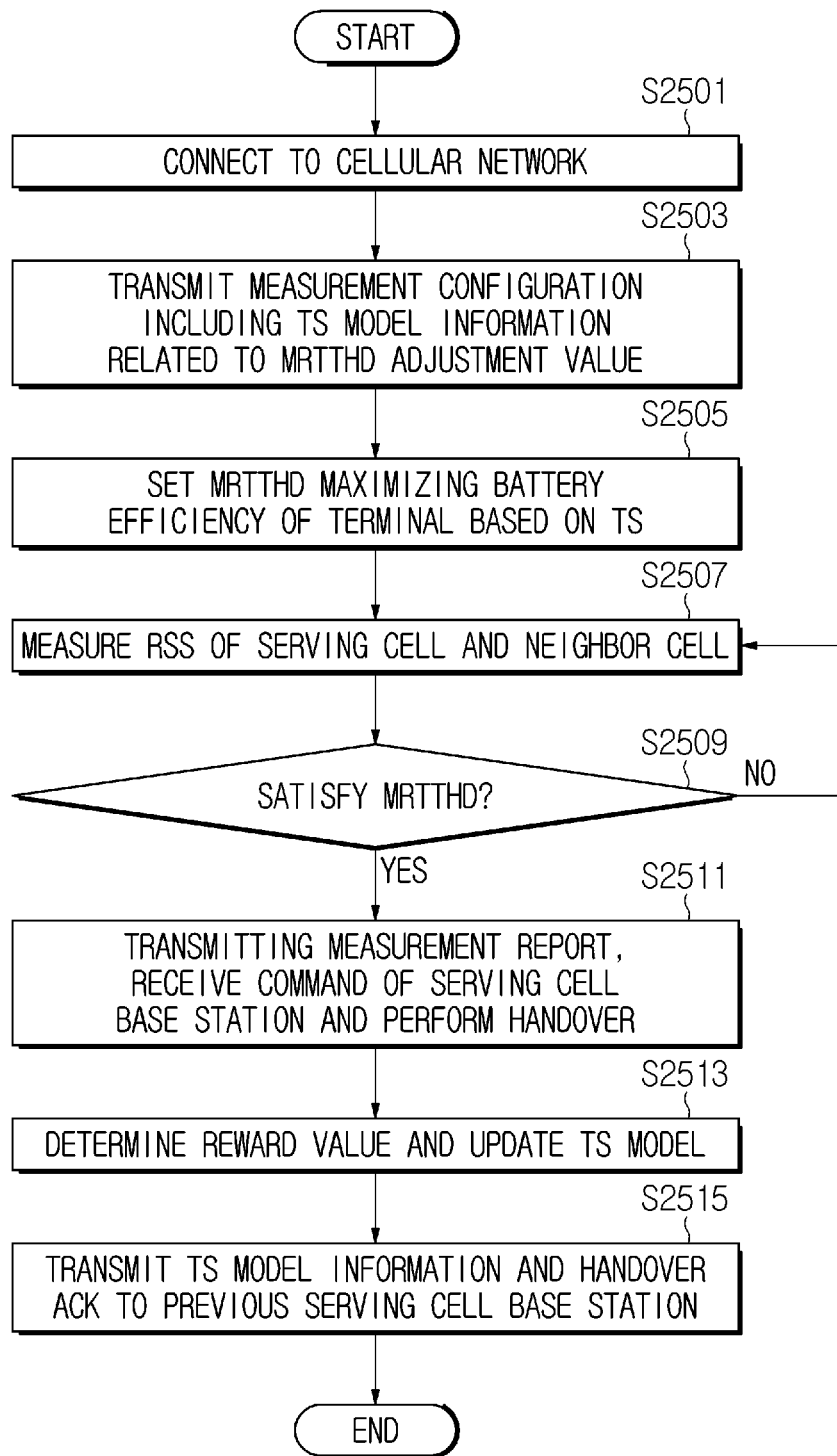 START
S2501
CONNECT TO CELLULAR NETWORK
S2503
TRANSMIT MEASUREMENT CONFIGURATION
INCLUDING TS MODEL INFORMATION
RELATED TO MRTTHD ADJUSTMENT VALUE
S2505
SET MRTTHD MAXIMIZING BATTERY
EFFICIENCY OF TERMINAL BASED ON TS
S2507
MEASURE RSS OF SERVING CELL AND NEIGHBOR CELL
S2509
SATISFY MRTTHD?
NO
YES
S2511
TRANSMITTING MEASUREMENT REPORT,
RECEIVE COMMAND OF SERVING CELL
BASE STATION AND PERFORM HANDOVER
S2513
DETERMINE REWARD VALUE AND UPDATE TS MODEL
S2515
TRANSMIT TS MODEL INFORMATION AND HANDOVER
ACK TO PREVIOUS SERVING CELL BASE STATION
END